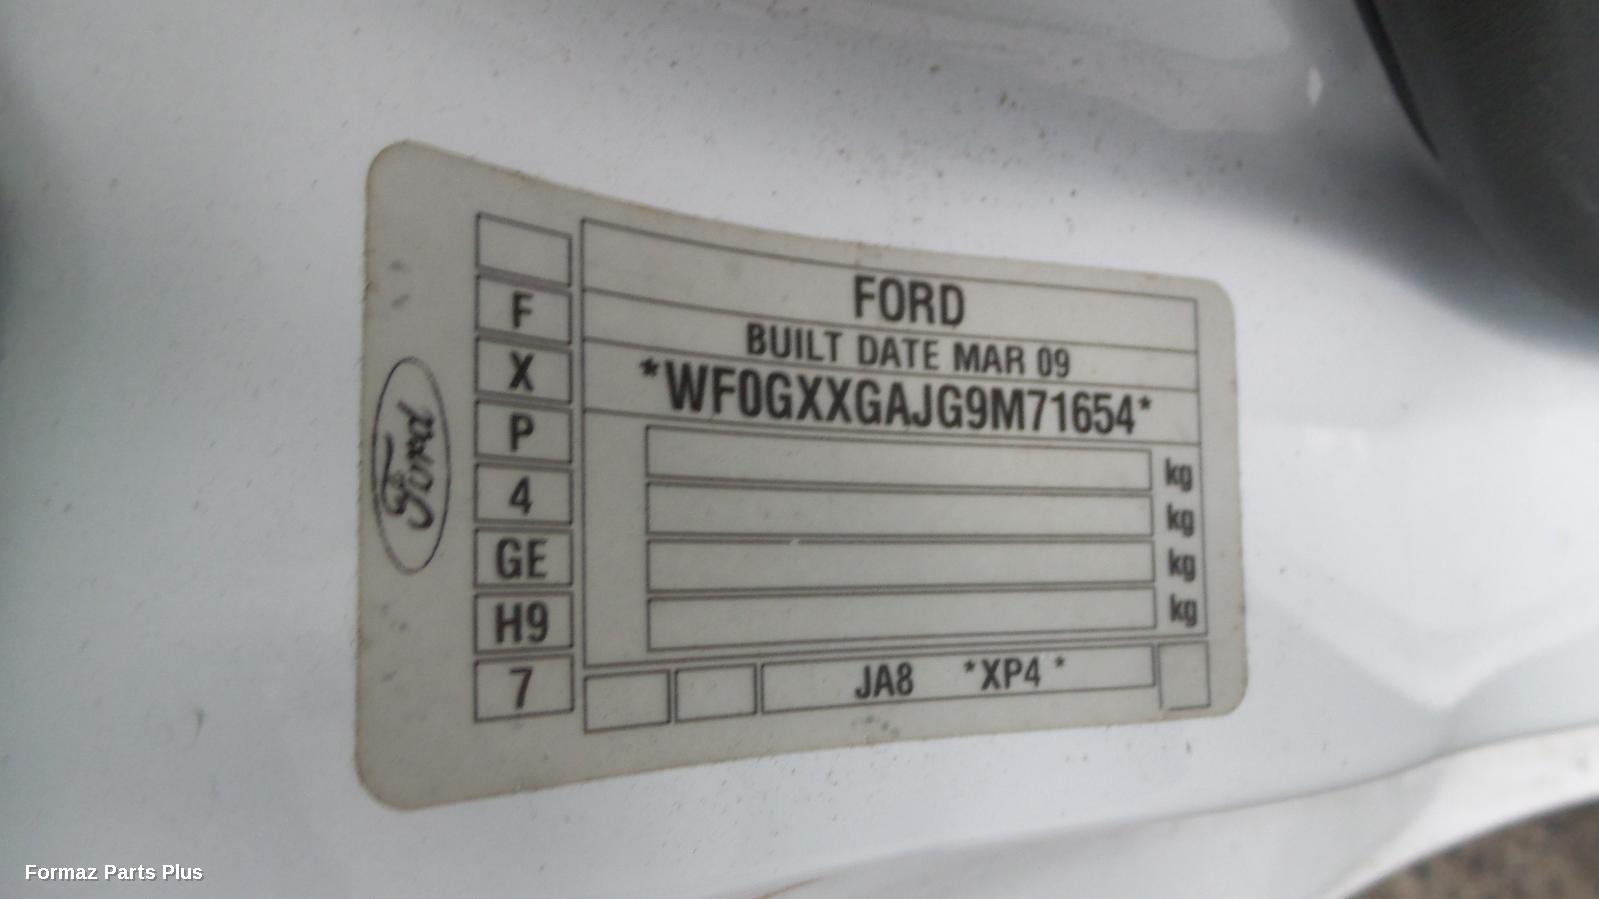 FORD
BUILT DATE MAR 09
*WF0GXXGAJG9M71654*
kg
kg
kg
kg
JA8 *XP4 *
F
X
P
4
GE
H9
7
Ford
Formaz Parts Plus